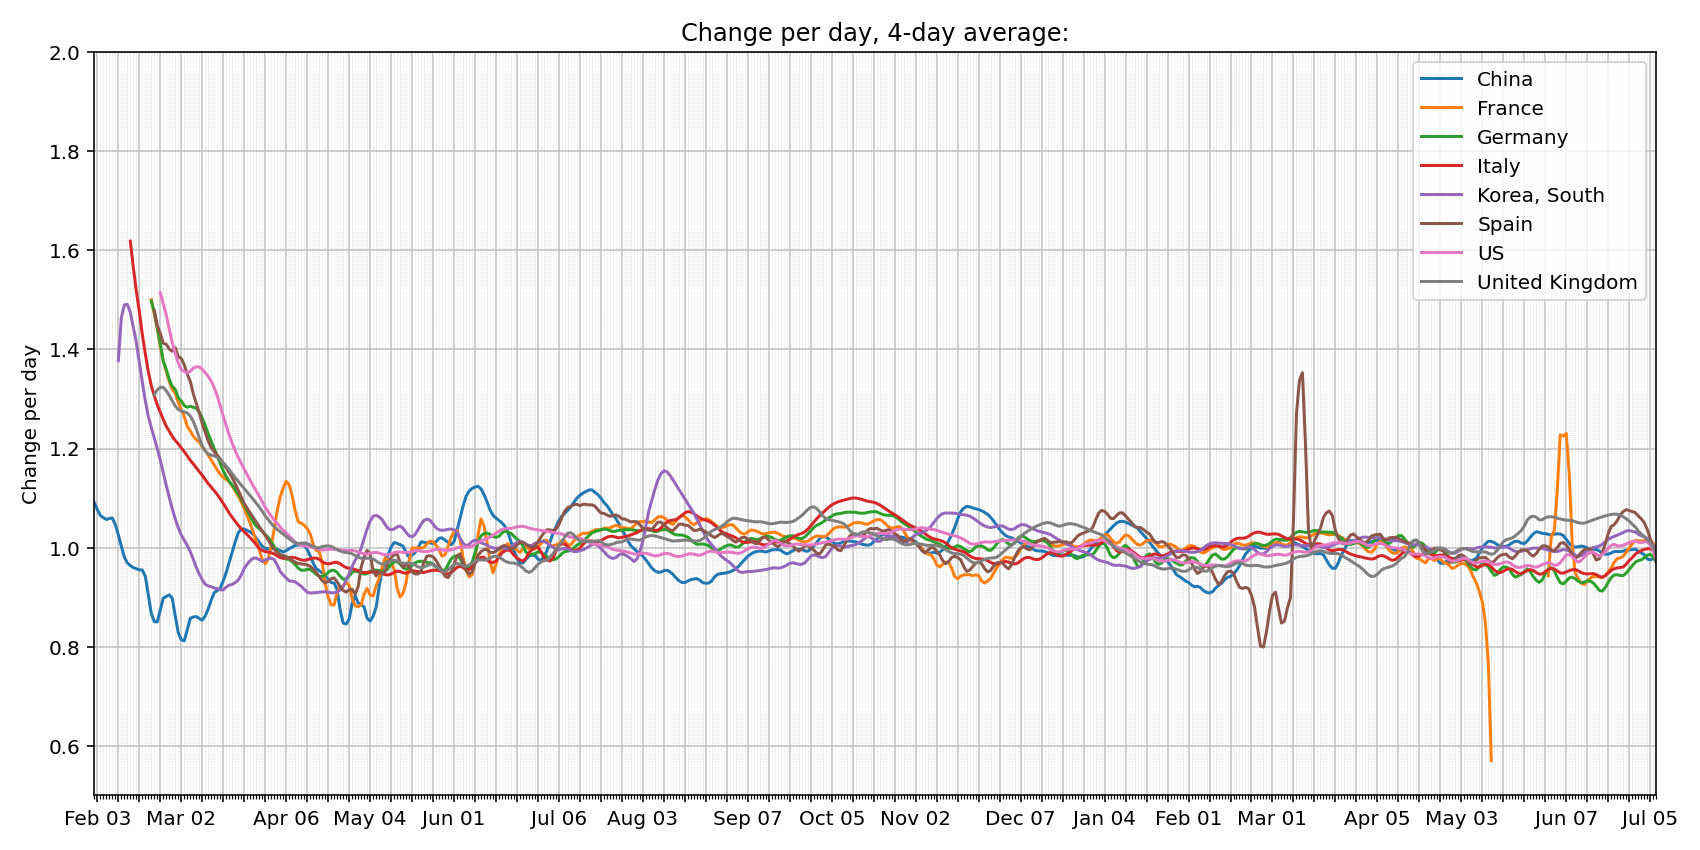 Change per day, 4-day average:
2.0
1.8
1.6
1.4
1.2
1.0
0.8
0.6
Change per day
China
France
Germany
Italy
Korea, South
Spain
US
United Kingdom
Feb 03 Mar 02 Apr 06 May 04 Jun 01 Jul 06 Aug 03 Sep 07 Oct 05 Nov 02 Dec 07 Jan 04 Feb 01 Mar 01 Apr 05 May 03 Jun 07 Jul 05